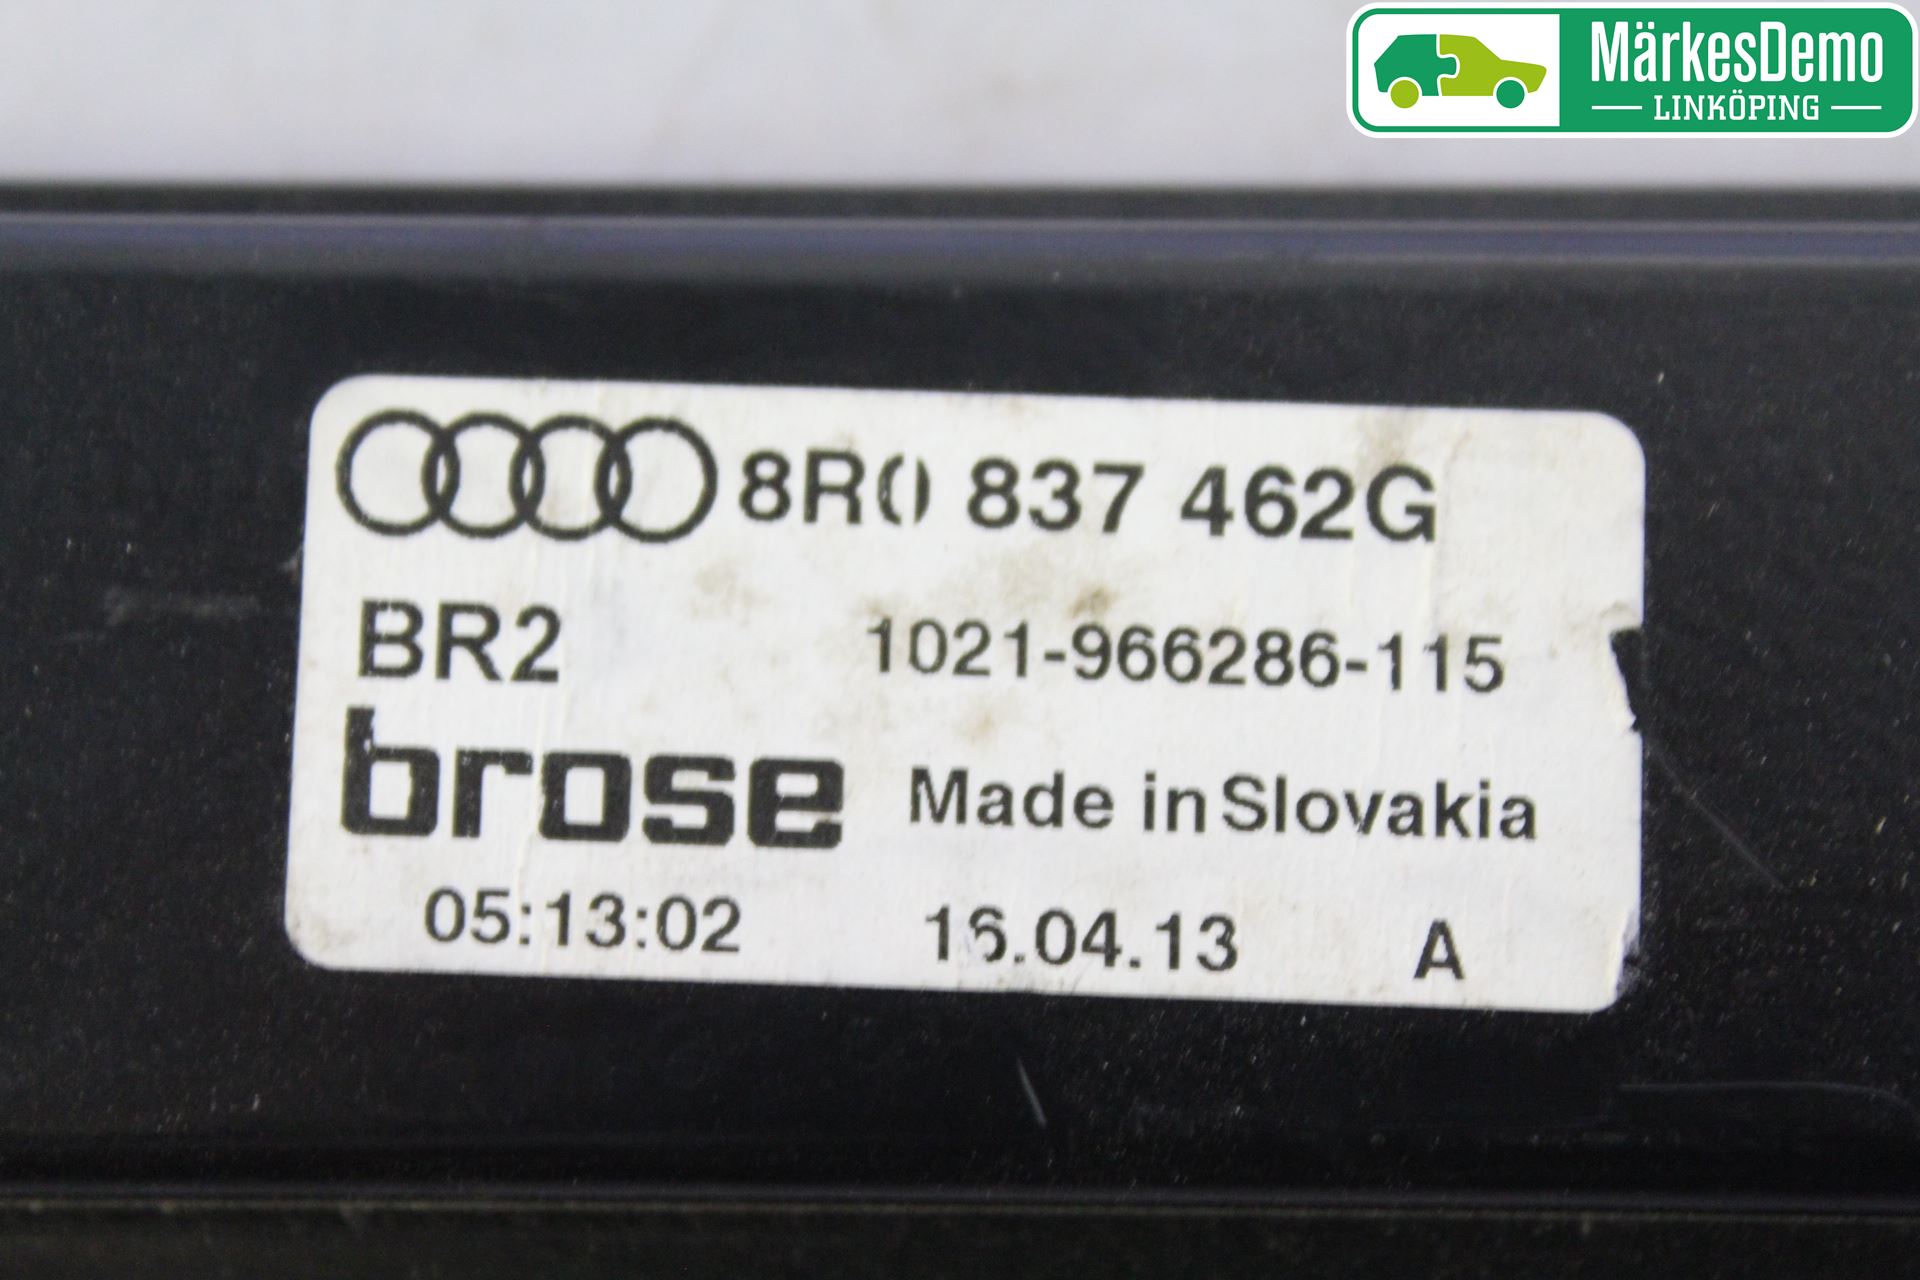 MärkesDemo
LINKÖPING
8R0 837 462G
BR2 1021-966286-115
brose Made in Slovakia
05:13:02 16.04.13 A